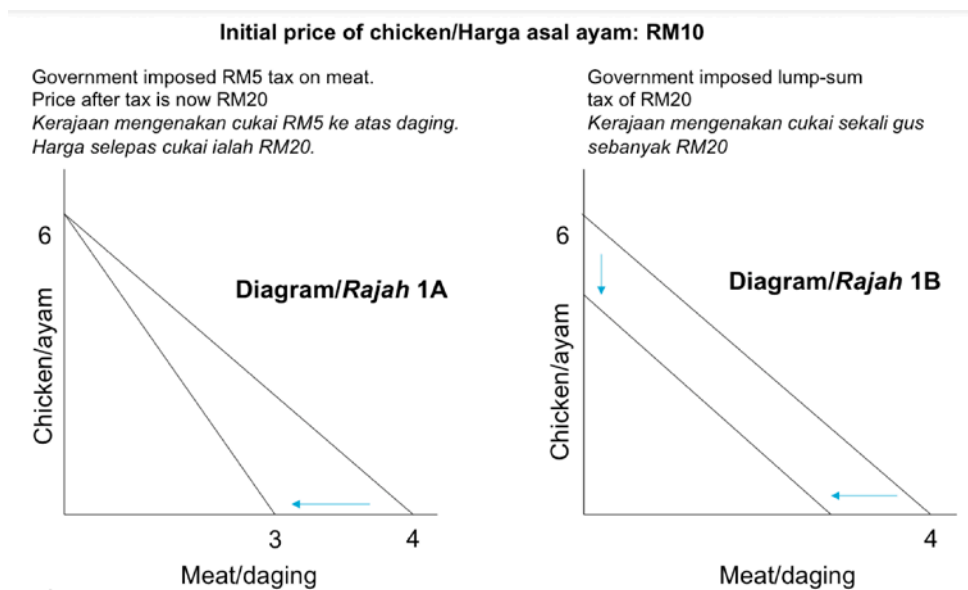 Initial price of chicken/Harga asal ayam: RM10
Government imposed RM5 tax on meat.
Price after tax is now RM20
Kerajaan mengenakan cukai RM5 ke atas daging.
Harga selepas cukai ialah RM20.
6
Diagram/Rajah 1A
Chicken/ayam
3
4
Meat/daging
Government imposed lump-sum
tax of RM20
Kerajaan mengenakan cukai sekali gus
sebanyak RM20
6
Diagram/Rajah 1B
Chicken/ayam
4
Meat/daging